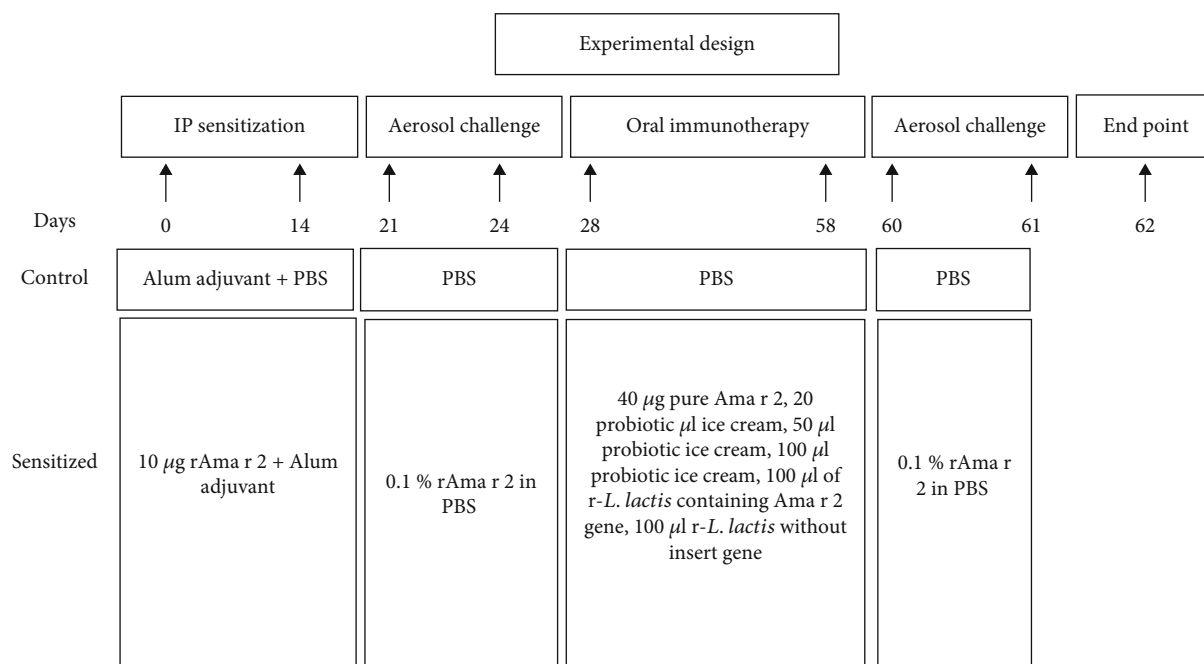 Experimental design
IP sensitization
Aerosol challenge
Oral immunotherapy
Aerosol challenge
End point
Days
0
14
21
24
28
58
60
61
62
Control
Alum adjuvant + PBS
PBS
PBS
PBS
Sensitized
10 μg rAma r 2 + Alum
adjuvant
0.1 % rAma r 2 in
PBS
40 μg pure Ama r 2, 20
probiotic μl ice cream, 50 μl
probiotic ice cream, 100 μl
probiotic ice cream, 100 μl of
r-L. lactis containing Ama r 2
gene, 100 μl r-L. lactis without
insert gene
0.1 % rAma r
2 in PBS